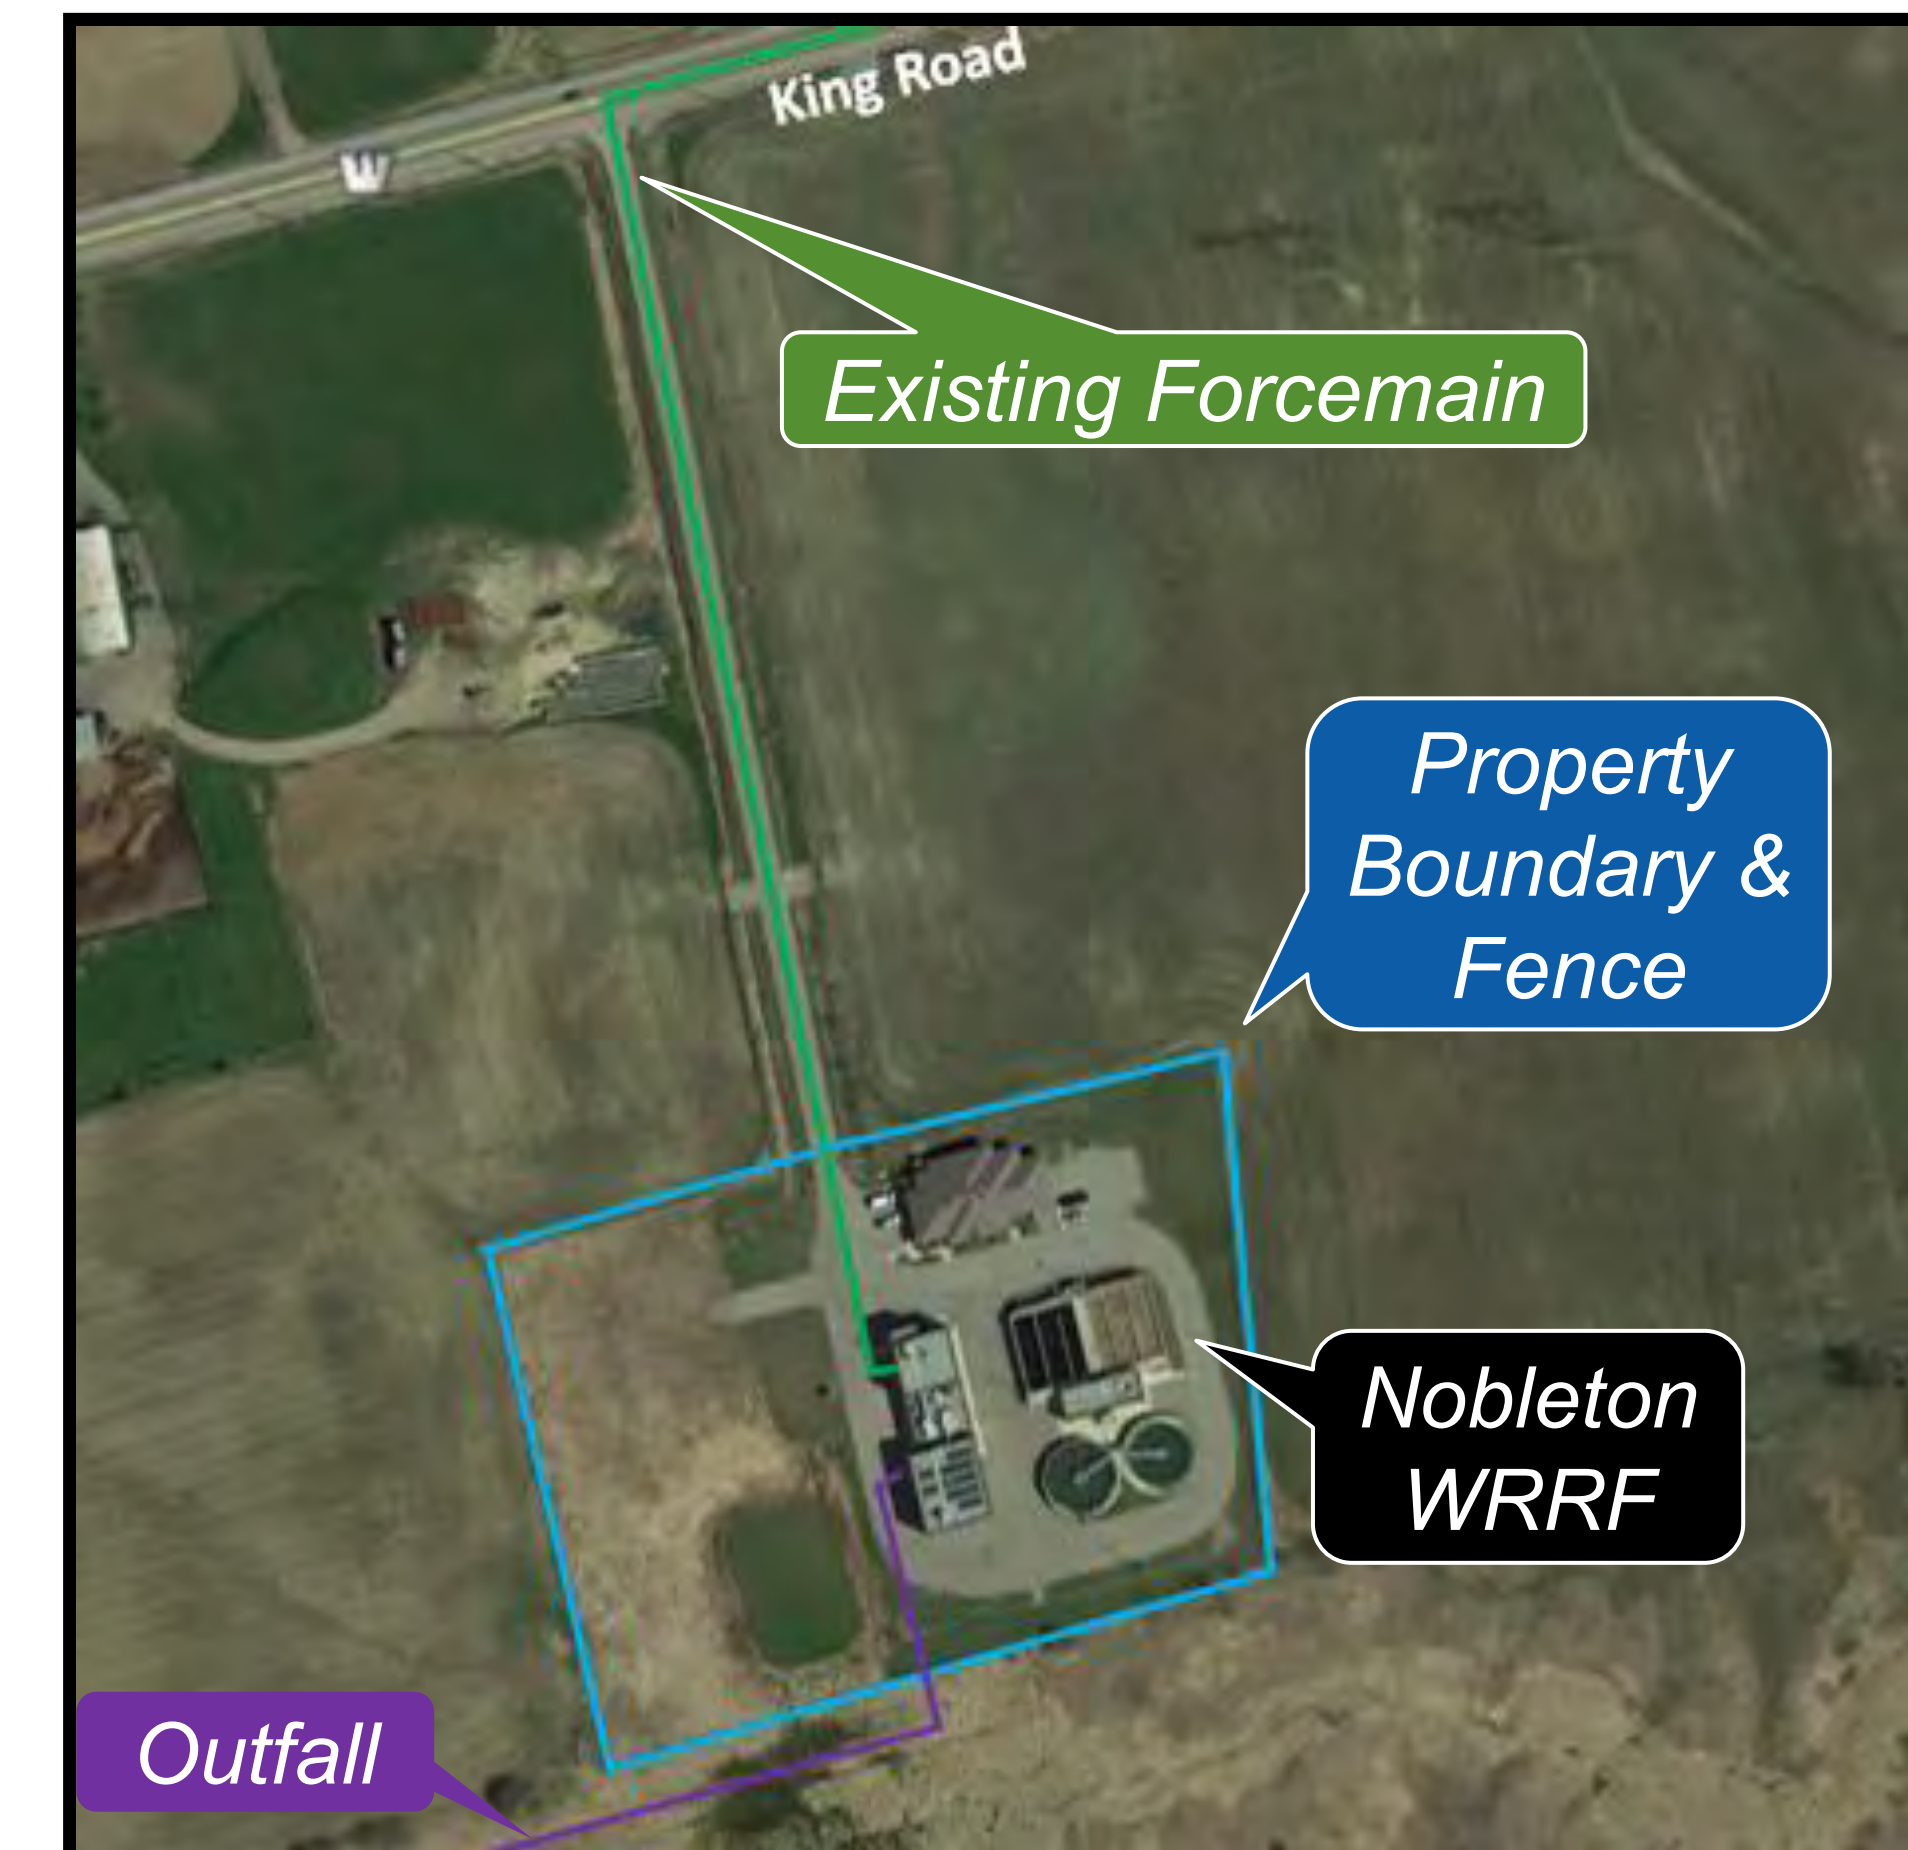 King Road
W
Existing Forcemain
Property
Boundary &
Fence
Nobleton
WRRF
Outfall